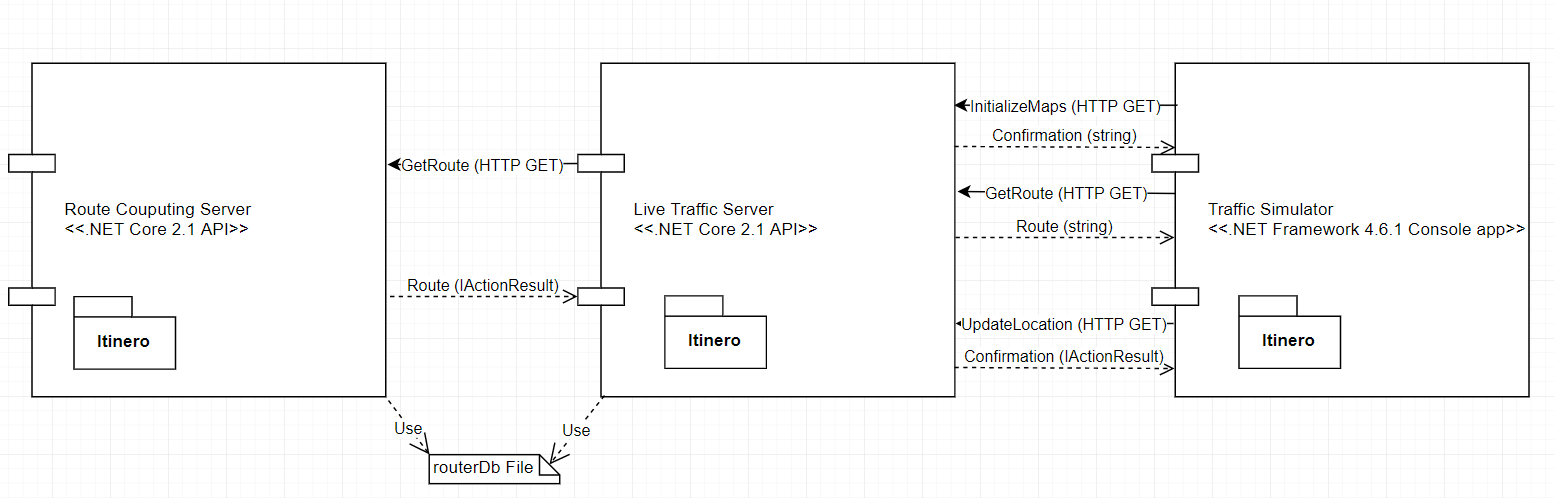 Route Couputing Server
<<.NET Core 2.1 API>>
Itinero
GetRoute (HTTP GET)
Route (IActionResult)
Live Traffic Server
<<.NET Core 2.1 API>>
Itinero
InitializeMaps (HTTP GET)
Confirmation (string)
GetRoute (HTTP GET)
Route (string)
UpdateLocation (HTTP GET)
Confirmation (IActionResult)
Traffic Simulator
<<.NET Framework 4.6.1 Console app>>
Itinero
Use
Use
routerDb File